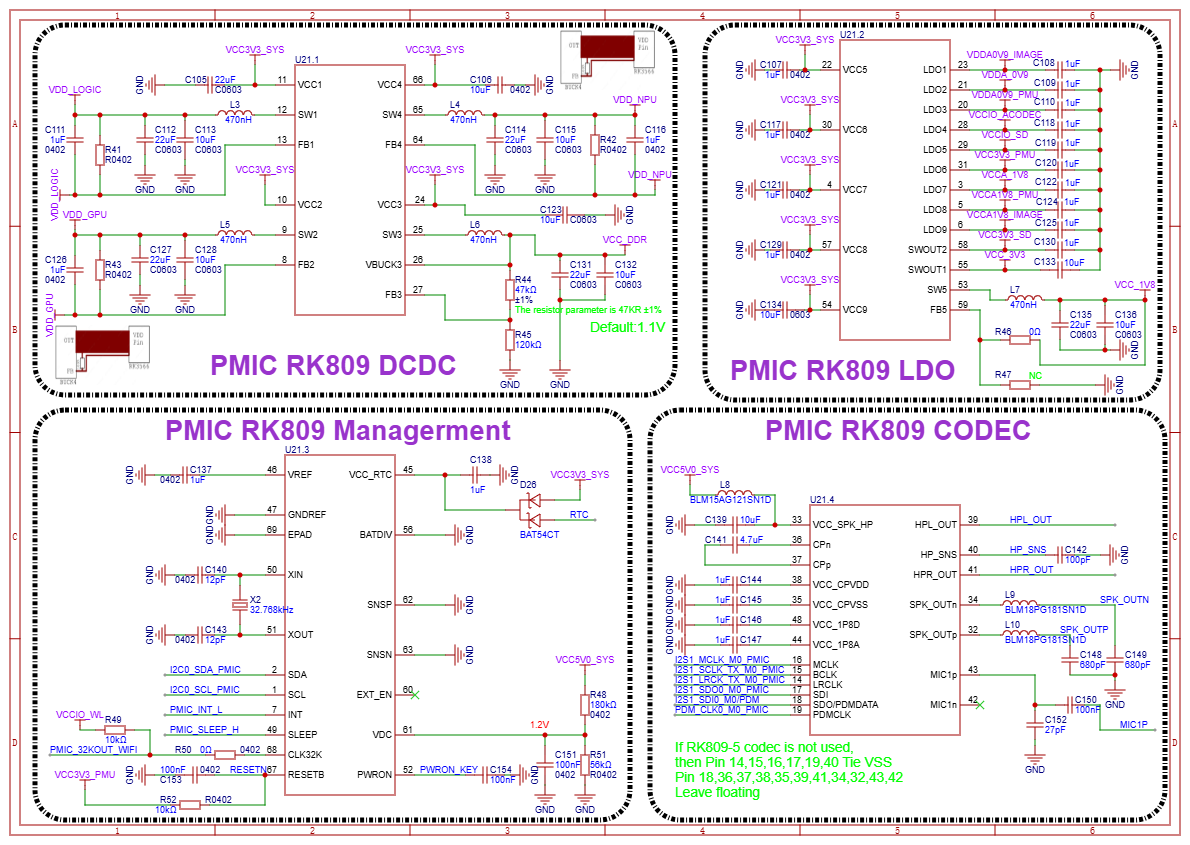 1 2 3 4 5 6
A
B
C
D
VCC3V3_SYS
VCC3V3_SYS
U21.1
GND
C105 22uF
C0603
11 VCC1
VCC4 66
C106
10uF 0402
GND
VDD_LOGIC
L3
470nH
12 SW1
SW4 65
L4
470nH
VDD_NPU
C111
1uF
0402
R41
R0402
C112
22uF
C0603
C113
10uF
C0603
GND GND
13 FB1
FB4 64
C114
22uF
C0603
C115
10uF
C0603
R42
R0402
C116
1uF
0402
GND GND
VDD_LOGIC
VCC3V3_SYS
VCC3V3_SYS
VDD_NPU
10 VCC2
VCC3 24
C123
10uF C0603
GND
VDD_GPU
L5
470nH
9 SW2
SW3 25
L6
470nH
VCC_DDR
C126
1uF
0402
R43
R0402
C127
22uF
C0603
C128
10uF
C0603
GND GND
8 FB2
VBUCK3 26
C131
22uF
C0603
C132
10uF
C0603
R44
47kΩ
±1%
FB3 27
VDD_GPU
The resistor parameter is 47KR ±1%
Default:1.1V
R45
120kΩ
GND GND
PMIC RK809 DCDC
U21.2
VCC3V3_SYS
GND
C107
1uF 0402
22 VCC5
VCC3V3_SYS
GND
C117
1uF 0402
30 VCC6
VCC3V3_SYS
GND
C121
1uF 0402
4 VCC7
VCC3V3_SYS
GND
C129
1uF 0402
57 VCC8
VCC3V3_SYS
GND
C134
10uF 0603
54 VCC9
VDDA0V9_IMAGE
LDO1 23
C108 1uF
GND
VDDA_0V9
LDO2 21
C109 1uF
VDDA0V9_PMU
LDO3 20
C110 1uF
VCCIO_ACODEC
LDO4 28
C118 1uF
VCCIO_SD
LDO5 29
C119 1uF
VCC3V3_PMU
LDO6 31
C120 1uF
VCCA_1V8
LDO7 3
C122 1uF
VCCA1V8_PMU
LDO8 5
C124 1uF
VCCA1V8_IMAGE
LDO9 6
C125 1uF
VCC3V3_SD
SWOUT2 58
C130 1uF
VCC_3V3
SWOUT1 55
C133 10uF
SW5 53
L7
470nH
VCC_1V8
FB5 59
C135
22uF
C0603
C136
10uF
C0603
GND
R46 0Ω
R47 NC
GND
PMIC RK809 LDO
PMIC RK809 Managerment
U21.3
GND
C137
0402 1uF
46 VREF
VCC_RTC 45
C138
1uF
GND
D26
VCC3V3_SYS
RTC
BAT54CT
GND
47 GNDREF
GND
69 EPAD
BATDIV 56
GND
GND
C140
0402 12pF
50 XIN
X2
32.768kHz
SNSP 62
GND
GND
C143
0402 12pF
51 XOUT
SNSN 63
GND
I2C0_SDA_PMIC
2 SDA
I2C0_SCL_PMIC
1 SCL
EXT_EN 60
VCC5V0_SYS
R48
180kΩ
0402
PMIC_INT_L
7 INT
VCCIO_WL
R49
10kΩ
PMIC_SLEEP_H
49 SLEEP
VDC 61
1.2V
PMIC_32KOUT_WIFI
R50 0Ω 0402
68 CLK32K
C151
100nF
0402
R51
56kΩ
R0402
VCC3V3_PMU
GND
100nF 0402
C153
RESETN
67 RESETB
PWRON 52
PWRON_KEY
C154
100nF
GND
R52 R0402
10kΩ
GND GND
PMIC RK809 CODEC
VCC5V0_SYS
L8
BLM15AG121SN1D
U21.4
GND
C139 10uF
33 VCC_SPK_HP
C141 4.7uF
36 CPn
37 CPp
GND
1uF C144
38 VCC_CPVDD
GND
1uF C145
35 VCC_CPVSS
GND
1uF C146
48 VCC_1P8D
GND
1uF C147
44 VCC_1P8A
I2S1_MCLK_M0_PMIC
16 MCLK
I2S1_SCLK_TX_M0_PMIC
15 BCLK
I2S1_LRCK_TX_M0_PMIC
14 LRCLK
I2S1_SDO0_M0_PMIC
17 SDI
I2S1_SDI0_M0/PDM
18 SDO/PDMDATA
PDM_CLK0_M0_PMIC
19 PDMCLK
HPL_OUT 39
HPL_OUT
HP_SNS 40
HP_SNS
C142
100pF
GND
HPR_OUT 41
HPR_OUT
SPK_OUTn 34
L9
BLM18PG181SN1D
SPK_OUTN
SPK_OUTp 32
L10
BLM18PG181SN1D
SPK_OUTP
C148
680pF
C149
680pF
GND
MIC1p 43
MIC1n 42
C150
100nF
MIC1P
C152
27pF
GND
If RK809-5 codec is not used,
then Pin 14,15,16,17,19,40 Tie VSS
Pin 18,36,37,38,35,39,41,34,32,43,42
Leave floating
1 2 3 4 5 6